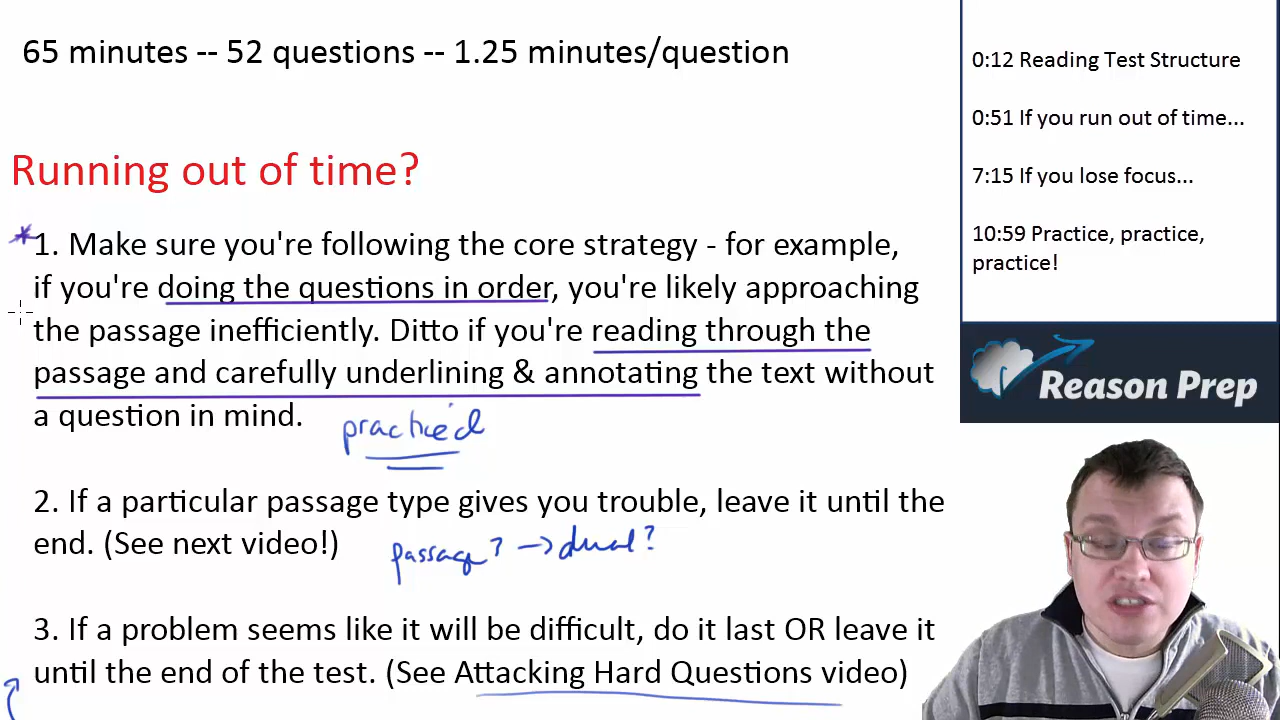 65 minutes -- 52 questions -- 1.25 minutes/question
Running out of time?
*1. Make sure you're following the core strategy - for example,
if you're doing the questions in order, you're likely approaching
the passage inefficiently. Ditto if you're reading through the
passage and carefully underlining & annotating the text without
a question in mind.
practice'd
2. If a particular passage type gives you trouble, leave it until the
end. (See next video!)
passage? → dual?
3. If a problem seems like it will be difficult, do it last OR leave it
until the end of the test. (See Attacking Hard Questions video)
0:12 Reading Test Structure
0:51 If you run out of time...
7:15 If you lose focus...
10:59 Practice, practice,
practice!
Reason Prep